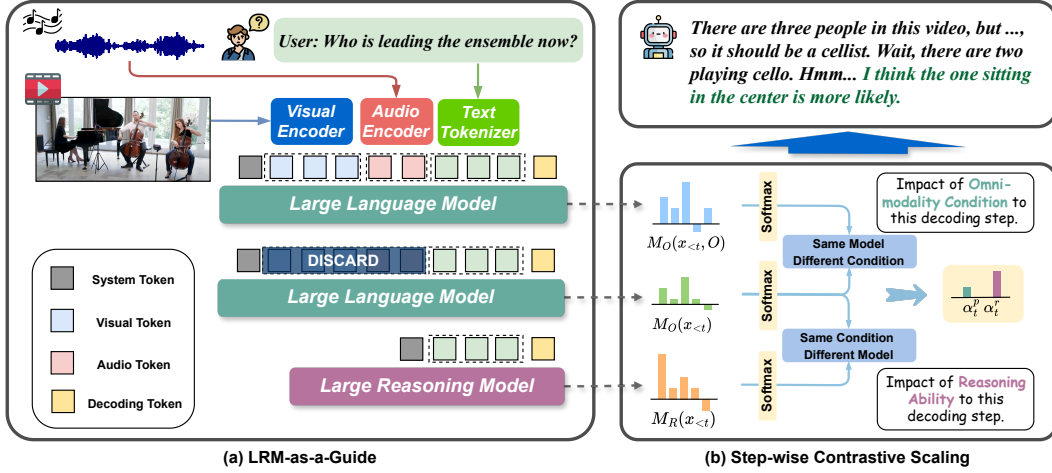 User: Who is leading the ensemble now?
Visual
Encoder
Audio
Encoder
Text
Tokenizer
Large Language Model
DISCARD
Large Language Model
Large Reasoning Model
System Token
Visual Token
Audio Token
Decoding Token
(a) LRM-as-a-Guide
There are three people in this video, but ...,
so it should be a cellist. Wait, there are two
playing cello. Hmm... I think the one sitting
in the center is more likely.
M_O(x_{<t}, O)
M_O(x_{<t})
M_R(x_{<t})
Softmax
Softmax
Softmax
Impact of Omni-
modality Condition to
this decoding step.
Same Model
Different Condition
α_t^p α_t^r
Same Condition
Different Model
Impact of Reasoning
Ability to this
decoding step.
(b) Step-wise Contrastive Scaling